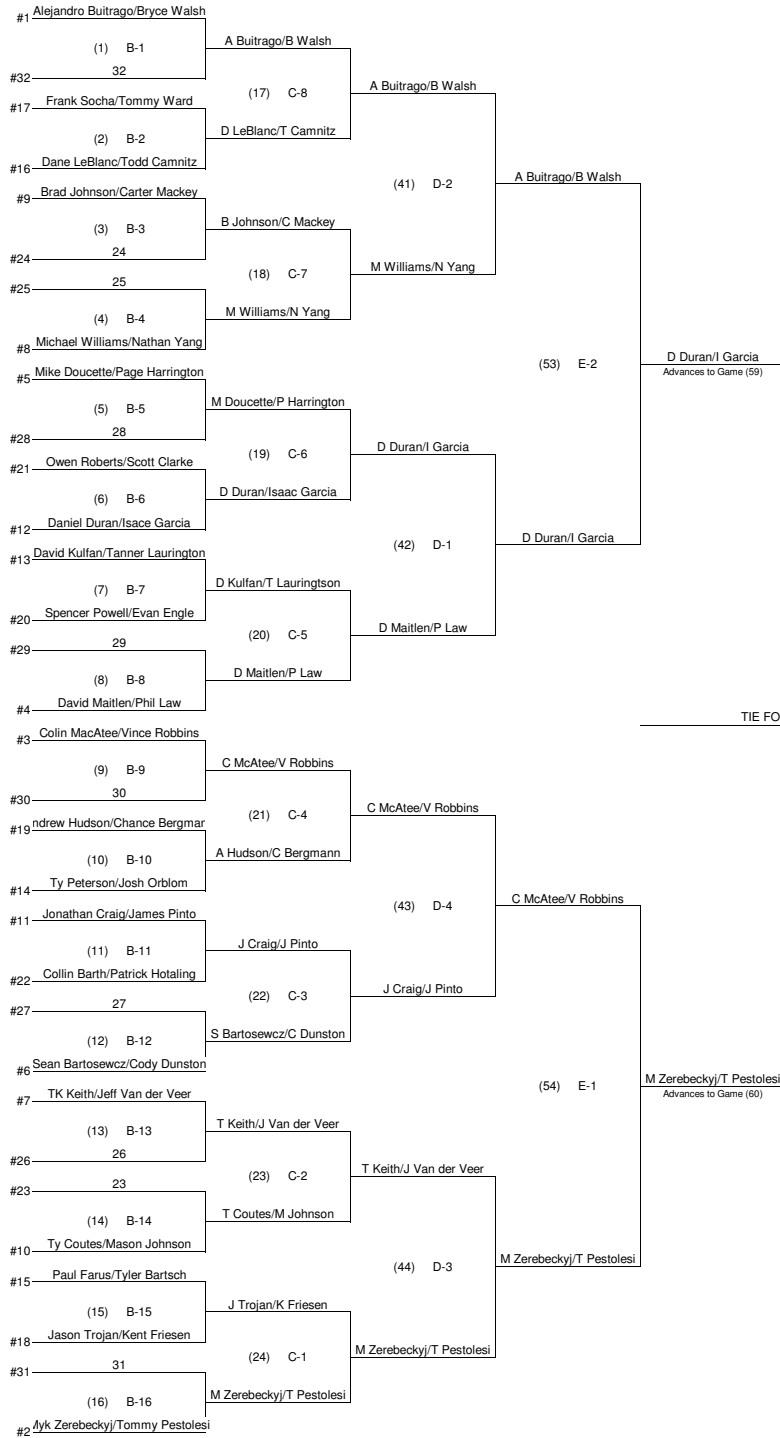 #1 Alejandro Buitrago/Bryce Walsh
(1) B-1
A Buitrago/B Walsh
#32 32
(17) C-8
A Buitrago/B Walsh
#17 Frank Socha/Tommy Ward
(2) B-2
D LeBlanc/T Camnitz
#16 Dane LeBlanc/Todd Camnitz
(41) D-2
A Buitrago/B Walsh
#9 Brad Johnson/Carter Mackey
(3) B-3
B Johnson/C Mackey
#24 24
(18) C-7
M Williams/N Yang
#25 25
(4) B-4
M Williams/N Yang
#8 Michael Williams/Nathan Yang
(53) E-2
D Duran/I Garcia
Advances to Game (59)
#5 Mike Doucette/Page Harrington
(5) B-5
M Doucette/P Harrington
#28 28
(19) C-6
D Duran/I Garcia
#21 Owen Roberts/Scott Clarke
(6) B-6
D Duran/Isaac Garcia
#12 Daniel Duran/Isace Garcia
(42) D-1
D Duran/I Garcia
#13 David Kulfan/Tanner Laurington
(7) B-7
D Kulfan/T Lauringtson
#20 Spencer Powell/Evan Engle
(20) C-5
D Maitlen/P Law
#29 29
(8) B-8
D Maitlen/P Law
#4 David Maitlen/Phil Law
TIE FO
#3 Colin MacAtee/Vince Robbins
(9) B-9
C McAtee/V Robbins
#30 30
(21) C-4
C McAtee/V Robbins
#19 ndrew Hudson/Chance Bergmar
(10) B-10
A Hudson/C Bergmann
#14 Ty Peterson/Josh Orblom
(43) D-4
C McAtee/V Robbins
#11 Jonathan Craig/James Pinto
(11) B-11
J Craig/J Pinto
#22 Collin Barth/Patrick Hotaling
(22) C-3
J Craig/J Pinto
#27 27
(12) B-12
S Bartosewcz/C Dunston
#6 Sean Bartosewcz/Cody Dunston
(54) E-1
M Zerebeckyj/T Pestolesi
Advances to Game (60)
#7 TK Keith/Jeff Van der Veer
(13) B-13
T Keith/J Van der Veer
#26 26
(23) C-2
T Keith/J Van der Veer
#23 23
(14) B-14
T Coutes/M Johnson
#10 Ty Coutes/Mason Johnson
(44) D-3
M Zerebeckyj/T Pestolesi
#15 Paul Farus/Tyler Bartsch
(15) B-15
J Trojan/K Friesen
#18 Jason Trojan/Kent Friesen
(24) C-1
M Zerebeckyj/T Pestolesi
#31 31
(16) B-16
M Zerebeckyj/T Pestolesi
#2 Myk Zerebeckyj/Tommy Pestolesi